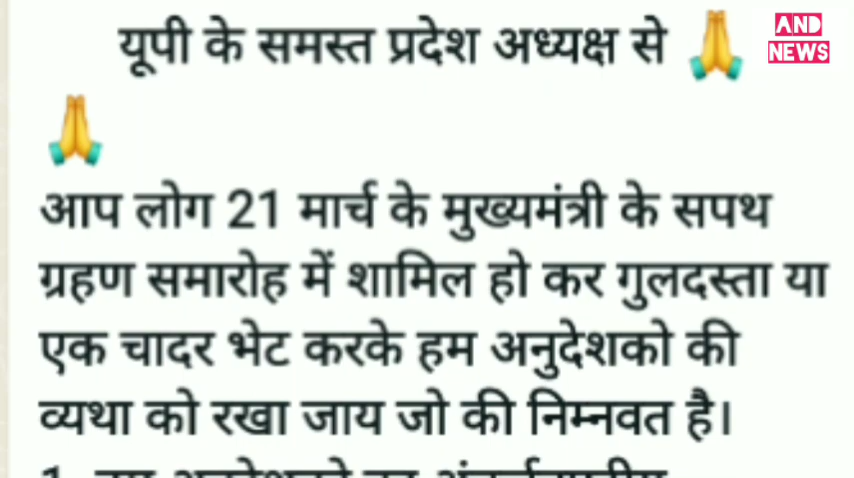 यूपी के समस्त प्रदेश अध्यक्ष से 🙏
AND
NEWS
🙏
आप लोग 21 मार्च के मुख्यमंत्री के सपथ
ग्रहण समारोह में शामिल हो कर गुलदस्ता या
एक चादर भेट करके हम अनुदेशको की
व्यथा को रखा जाय जो की निम्नवत है।